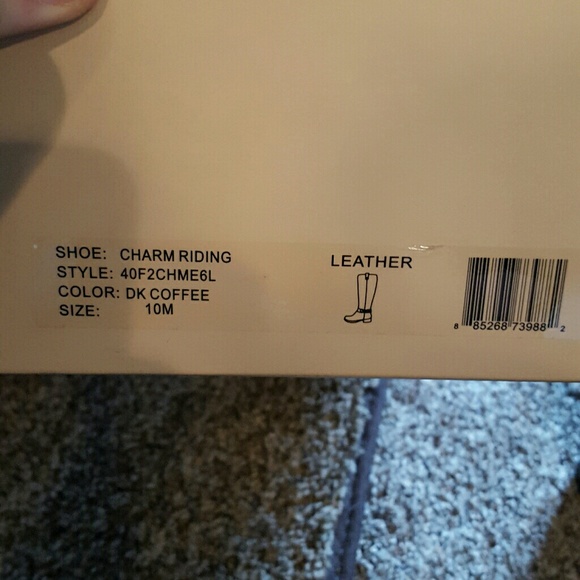 SHOE: CHARM RIDING
STYLE: 40F2CHME6L
COLOR: DK COFFEE
SIZE: 10M
LEATHER
8 85268 73988 2